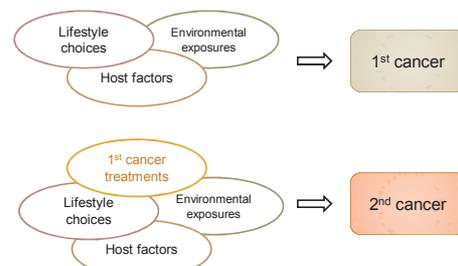 Lifestyle
choices
Environmental
exposures
Host factors
1st cancer
1st cancer
treatments
Lifestyle
choices
Environmental
exposures
Host factors
2nd cancer